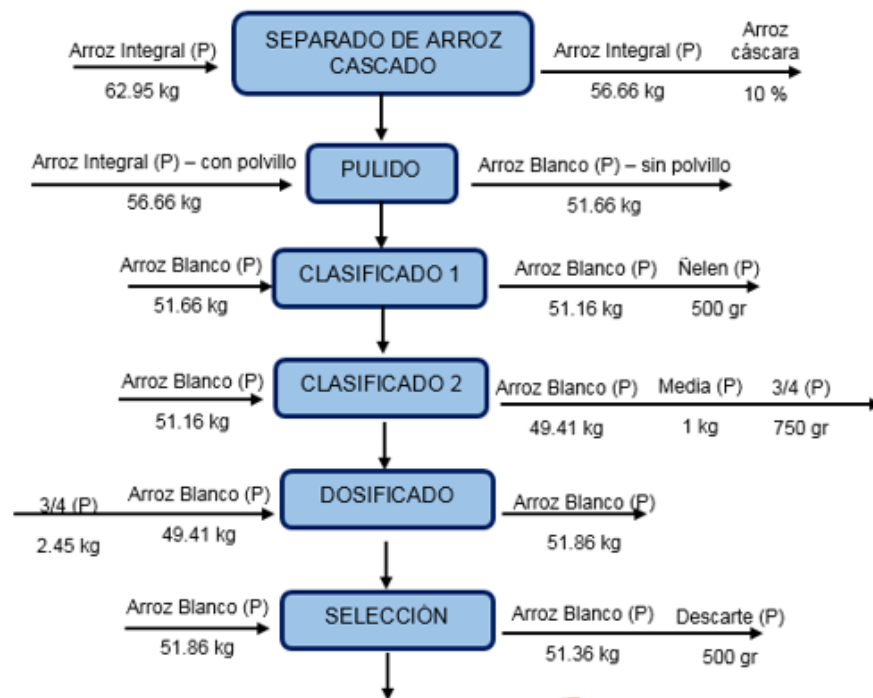 SEPARADO DE ARROZ
CASCADO
Arroz Integral (P)
62.95 kg
Arroz Integral (P)
56.66 kg
Arroz
cáscara
10 %
Arroz Integral (P) – con polvillo
56.66 kg
PULIDO
Arroz Blanco (P) – sin polvillo
51.66 kg
Arroz Blanco (P)
51.66 kg
CLASIFICADO 1
Arroz Blanco (P)
51.16 kg
Ñelen (P)
500 gr
Arroz Blanco (P)
51.16 kg
CLASIFICADO 2
Arroz Blanco (P)
49.41 kg
Media (P)
1 kg
3/4 (P)
750 gr
3/4 (P)
2.45 kg
Arroz Blanco (P)
49.41 kg
DOSIFICADO
Arroz Blanco (P)
51.86 kg
Arroz Blanco (P)
51.86 kg
SELECCIÓN
Arroz Blanco (P)
51.36 kg
Descarte (P)
500 gr